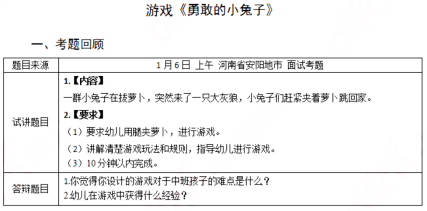 游戏《勇敢的小兔子》
一、考题回顾
题目来源
1 月 6 日 上午 河南省安阳地市 面试考题
试讲题目
1.【内容】
一群小兔子在拔萝卜，突然来了一只大灰狼，小兔子们赶紧夹着萝卜跳回家。
2.【要求】
（1）要求幼儿用腿夹萝卜，进行游戏。
（2）讲解清楚游戏玩法和规则，指导幼儿进行游戏。
（3）10 分钟以内完成。
答辩题目
1.你觉得你设计的游戏对于中班孩子的难点是什么？
2.幼儿在游戏中获得什么经验？